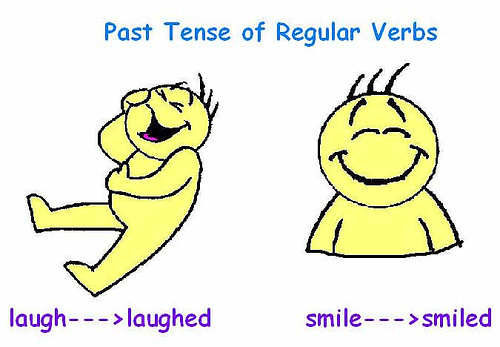 Past Tense of Regular Verbs
laugh--->laughed
smile--->smiled